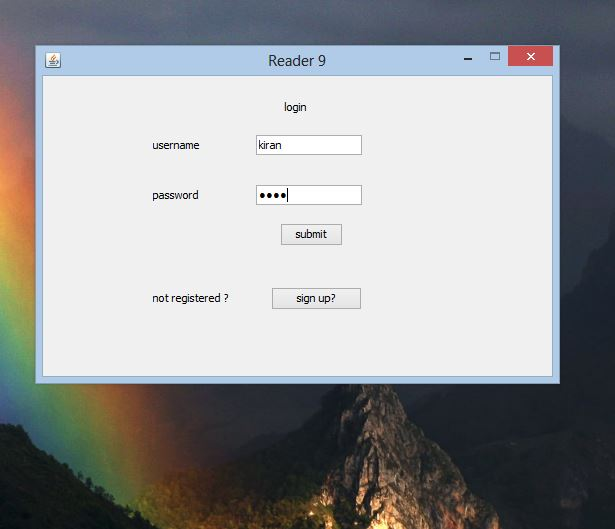 Reader 9
login
username kiran
password ●●●●
submit
not registered ? sign up?